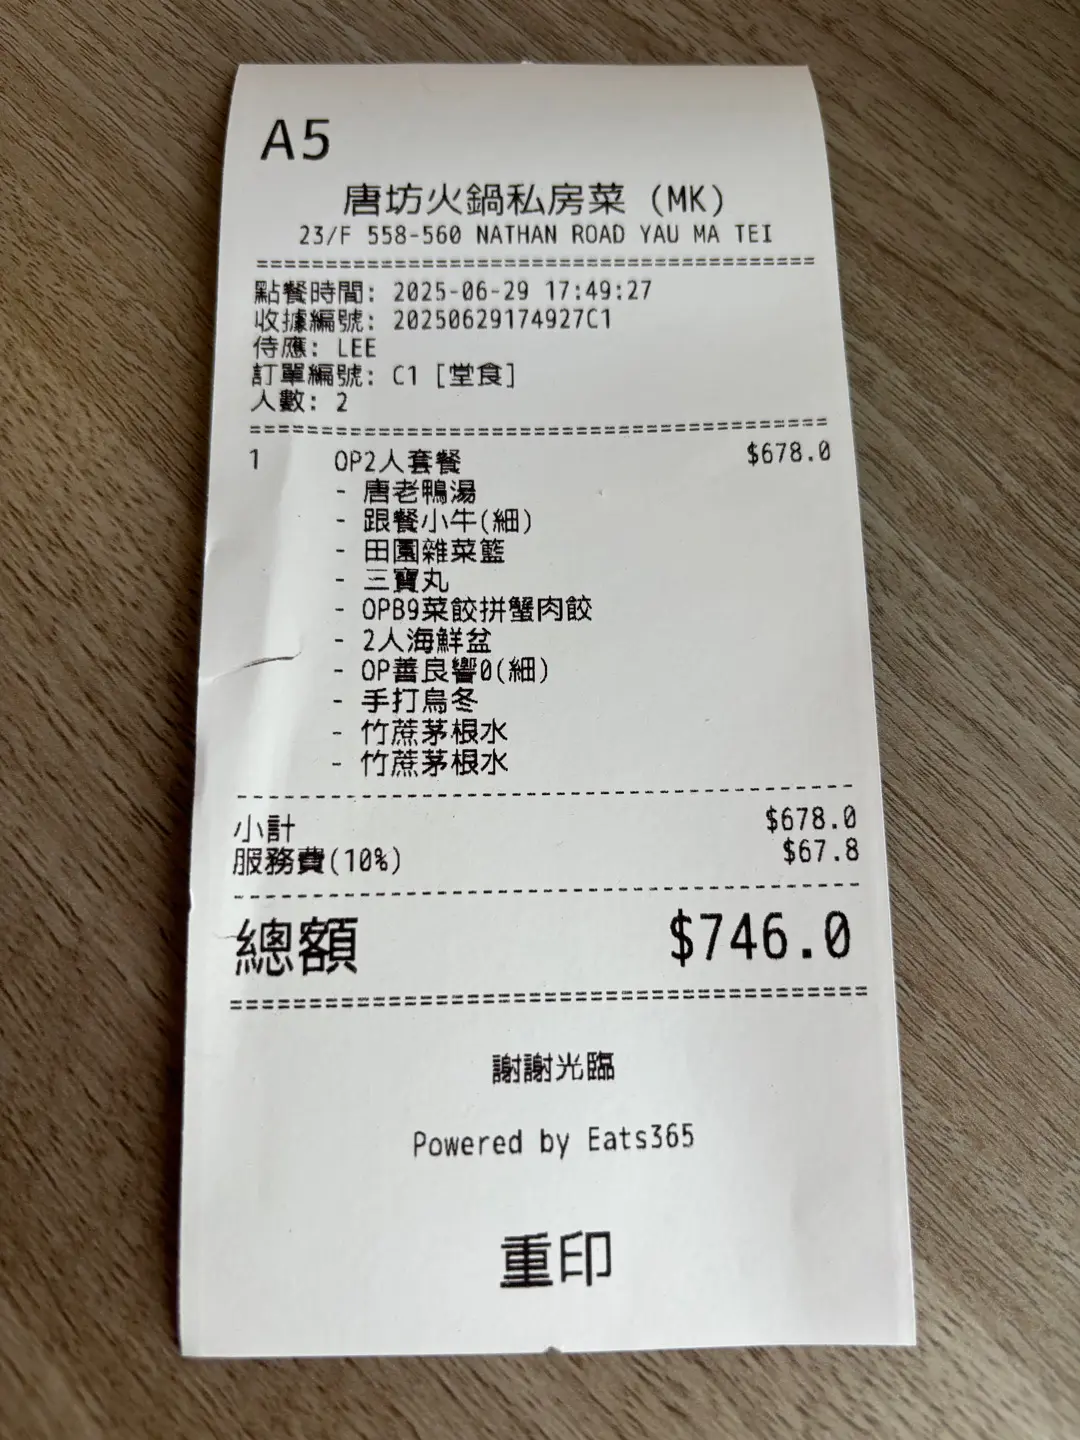 A5
唐坊火鍋私房菜 (MK)
23/F 558-560 NATHAN ROAD YAU MA TEI
========================================
點餐時間: 2025-06-29 17:49:27
收據編號: 20250629174927C1
侍應: LEE
訂單編號: C1 [堂食]
人數: 2
========================================
1 OP2人套餐 $678.0
- 唐老鴨湯
- 跟餐小牛(細)
- 田園雜菜籃
- 三寶丸
- OPB9菜餃拼蟹肉餃
- 2人海鮮盆
- OP善良響0(細)
- 手打烏冬
- 竹蔗茅根水
- 竹蔗茅根水
----------------------------------------
小計 $678.0
服務費(10%) $67.8
----------------------------------------
總額 $746.0
========================================
謝謝光臨
Powered by Eats365
重印